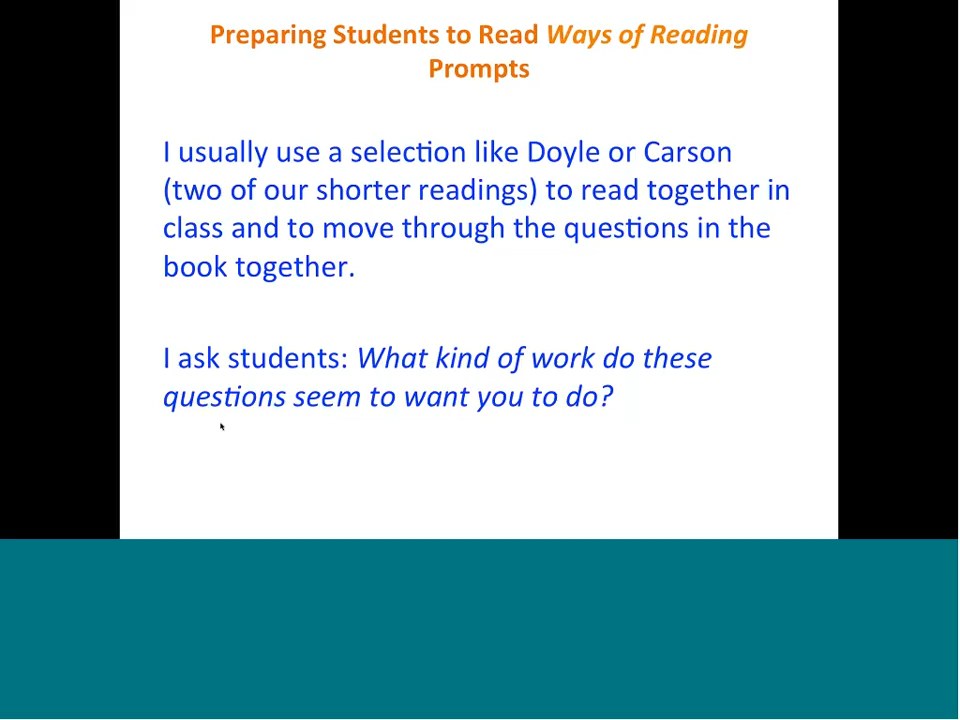 Preparing Students to Read Ways of Reading
Prompts
I usually use a selection like Doyle or Carson
(two of our shorter readings) to read together in
class and to move through the questions in the
book together.
I ask students: What kind of work do these
questions seem to want you to do?